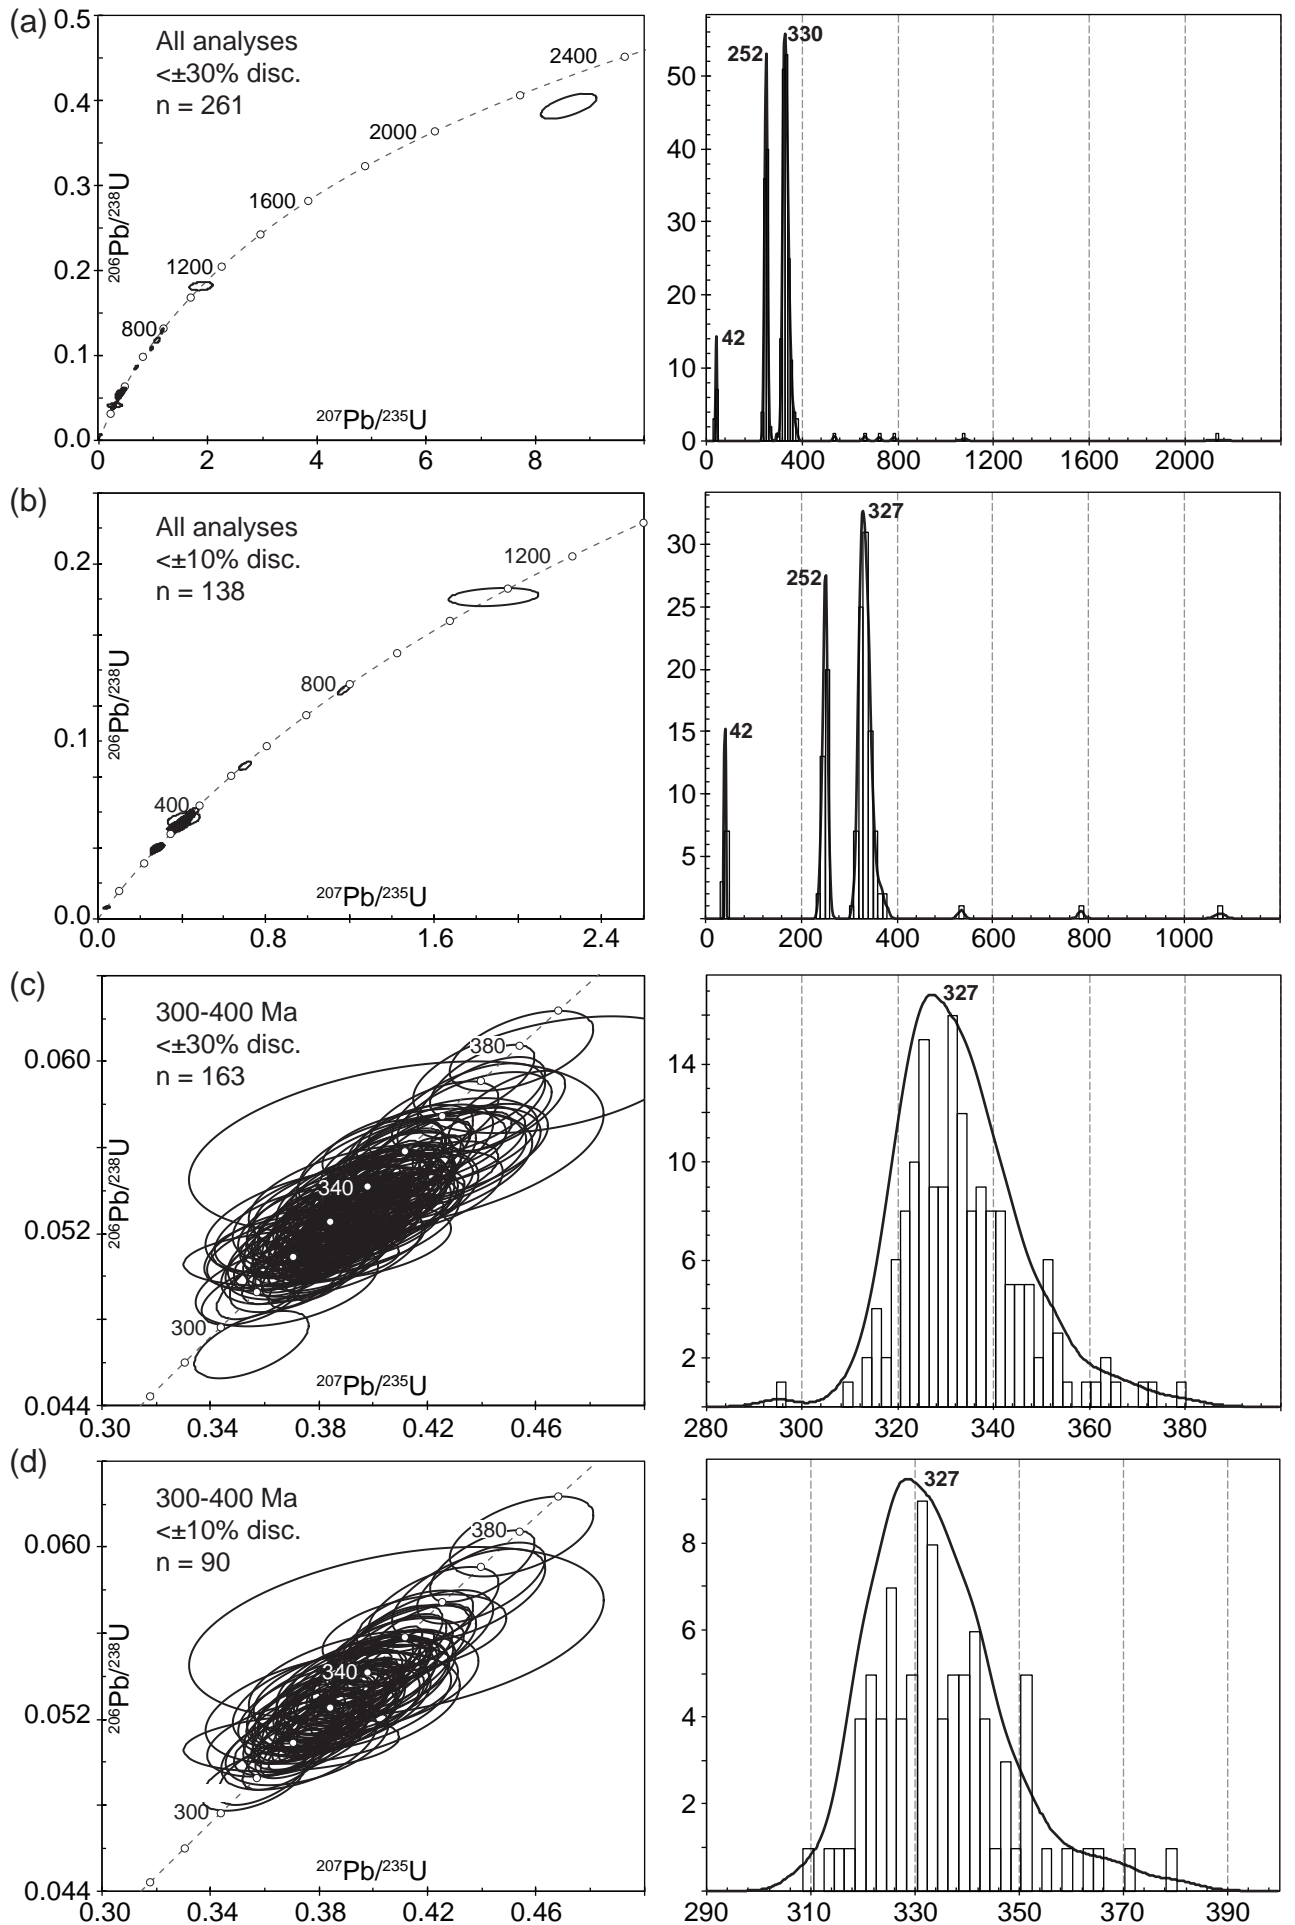 (a)
All analyses
<±30% disc.
n = 261
0.5
0.4
0.3
0.2
0.1
0.0
²⁰⁶Pb/²³⁸U
2400
2000
1600
1200
800
²⁰⁷Pb/²³⁵U
0 2 4 6 8
50
40
30
20
10
0
252
330
42
0 400 800 1200 1600 2000
(b)
All analyses
<±10% disc.
n = 138
0.2
0.1
0.0
²⁰⁶Pb/²³⁸U
1200
800
400
²⁰⁷Pb/²³⁵U
0.0 0.8 1.6 2.4
30
25
20
15
10
5
327
252
42
0 200 400 600 800 1000
(c)
300-400 Ma
<±30% disc.
n = 163
0.060
0.052
0.044
²⁰⁶Pb/²³⁸U
380
340
300
²⁰⁷Pb/²³⁵U
0.30 0.34 0.38 0.42 0.46
14
10
6
2
327
280 300 320 340 360 380
(d)
300-400 Ma
<±10% disc.
n = 90
0.060
0.052
0.044
²⁰⁶Pb/²³⁸U
380
340
300
²⁰⁷Pb/²³⁵U
0.30 0.34 0.38 0.42 0.46
8
6
4
2
327
290 310 330 350 370 390